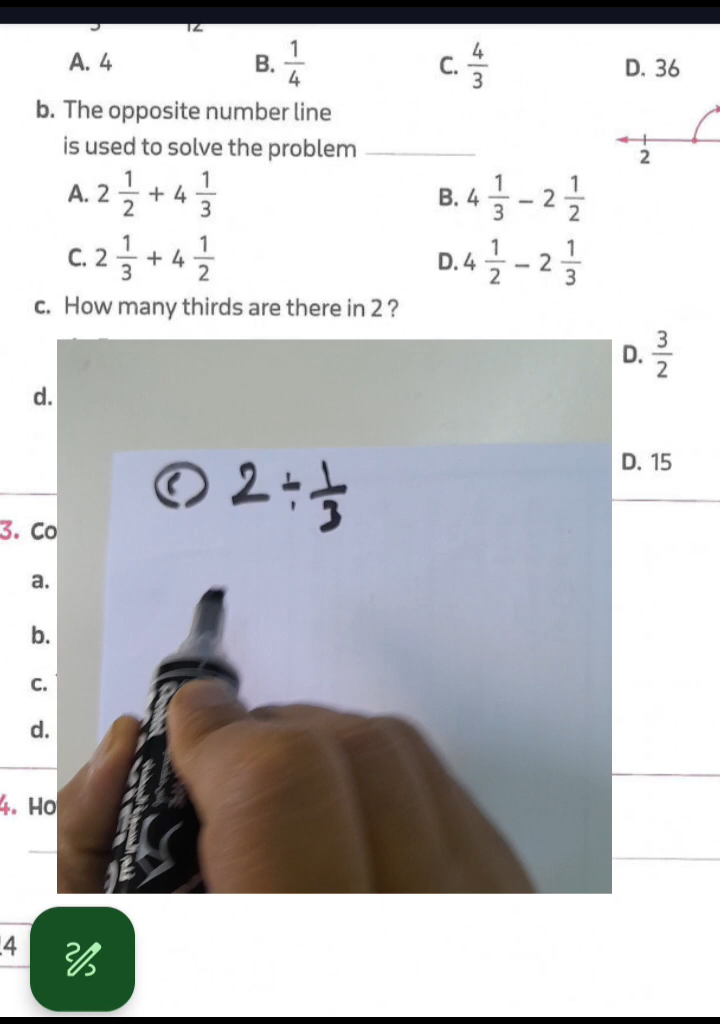 12
A. 4 B. 1/4 C. 4/3 D. 36
b. The opposite number line
is used to solve the problem
2
A. 2 1/2 + 4 1/3 B. 4 1/3 − 2 1/2
C. 2 1/3 + 4 1/2 D. 4 1/2 − 2 1/3
c. How many thirds are there in 2 ?
D. 3/2
d.
D. 15
c 2 ÷ 1/3
3. Co
a.
b.
c.
d.
4. Ho